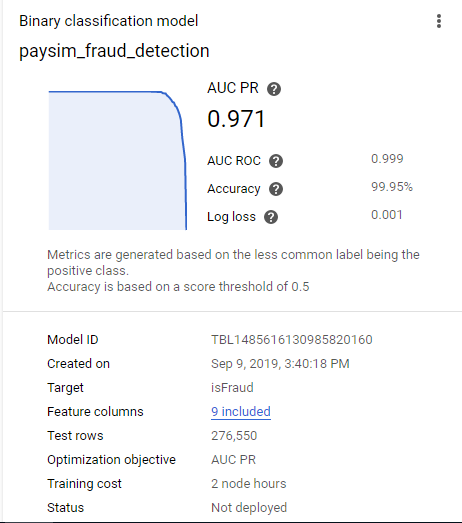 Binary classification model
paysim_fraud_detection
AUC PR
0.971
AUC ROC 0.999
Accuracy 99.95%
Log loss 0.001
Metrics are generated based on the less common label being the
positive class.
Accuracy is based on a score threshold of 0.5
Model ID TBL1485616130985820160
Created on Sep 9, 2019, 3:40:18 PM
Target isFraud
Feature columns 9 included
Test rows 276,550
Optimization objective AUC PR
Training cost 2 node hours
Status Not deployed